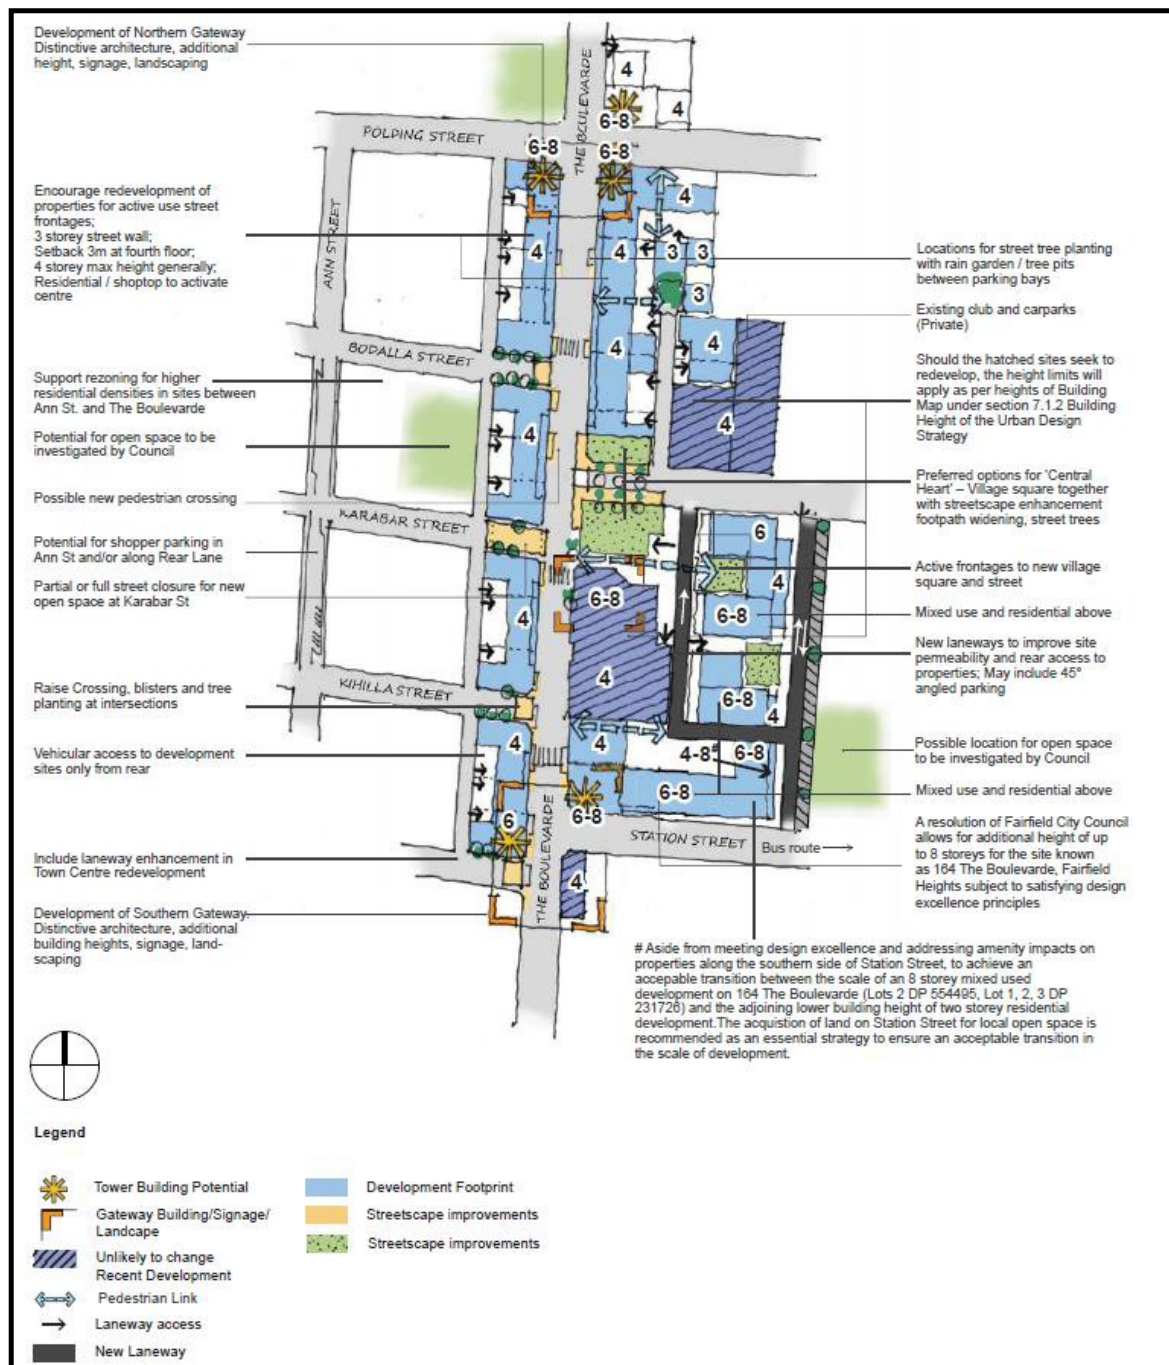 Development of Northern Gateway
Distinctive architecture, additional
height, signage, landscaping
Encourage redevelopment of
properties for active use street
frontages;
3 storey street wall;
Setback 3m at fourth floor;
4 storey max height generally;
Residential / shoptop to activate
centre
Support rezoning for higher
residential densities in sites between
Ann St. and The Boulevarde
Potential for open space to be
investigated by Council
Possible new pedestrian crossing
Potential for shopper parking in
Ann St and/or along Rear Lane
Partial or full street closure for new
open space at Karabar St
Raise Crossing, blisters and tree
planting at intersections
Vehicular access to development
sites only from rear
Include laneway enhancement in
Town Centre redevelopment
Development of Southern Gateway
Distinctive architecture, additional
building heights, signage, land-
scaping
THE BOULEVARDE
POLDING STREET
ANN STREET
BODALLA STREET
KARABAR STREET
KIHILLA STREET
THE BOULEVARDE
STATION STREET
Bus route
4
4
6-8
6-8
6-8
4
4
4
3
3
3
4
4
4
4
6
4
6-8
6-8
4
4
6-8
4
4
4
4-8#
6-8
6-8
6-8
6
4
Locations for street tree planting
with rain garden / tree pits
between parking bays
Existing club and carparks
(Private)
Should the hatched sites seek to
redevelop, the height limits will
apply as per heights of Building
Map under section 7.1.2 Building
Height of the Urban Design
Strategy
Preferred options for 'Central
Heart' – Village square together
with streetscape enhancement
footpath widening, street trees
Active frontages to new village
square and street
Mixed use and residential above
New laneways to improve site
permeability and rear access to
properties; May include 45°
angled parking
Possible location for open space
to be investigated by Council
Mixed use and residential above
A resolution of Fairfield City Council
allows for additional height of up
to 8 storeys for the site known
as 164 The Boulevarde, Fairfield
Heights subject to satisfying design
excellence principles
# Aside from meeting design excellence and addressing amenity impacts on
properties along the southern side of Station Street, to achieve an
accepable transition between the scale of an 8 storey mixed used
development on 164 The Boulevarde (Lots 2 DP 554495, Lot 1, 2, 3 DP
231726) and the adjoining lower building height of two storey residential
development.The acquistion of land on Station Street for local open space is
recommended as an essential strategy to ensure an acceptable transition in
the scale of development.
Legend
Tower Building Potential
Gateway Building/Signage/
Landcape
Unlikely to change
Recent Development
Pedestrian Link
Laneway access
New Laneway
Development Footprint
Streetscape improvements
Streetscape improvements